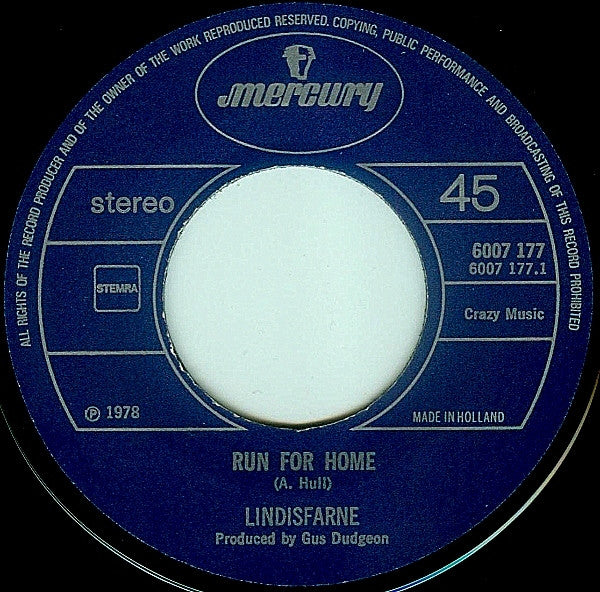 ALL RIGHTS OF THE RECORD PRODUCER AND OF THE OWNER OF THE WORK REPRODUCED RESERVED. COPYING, PUBLIC PERFORMANCE AND BROADCASTING OF THIS RECORD PROHIBITED
mercury
stereo
45
6007 177
6007 177.1
STEMRA
Crazy Music
℗ 1978
MADE IN HOLLAND
RUN FOR HOME
(A. Hull)
LINDISFARNE
Produced by Gus Dudgeon